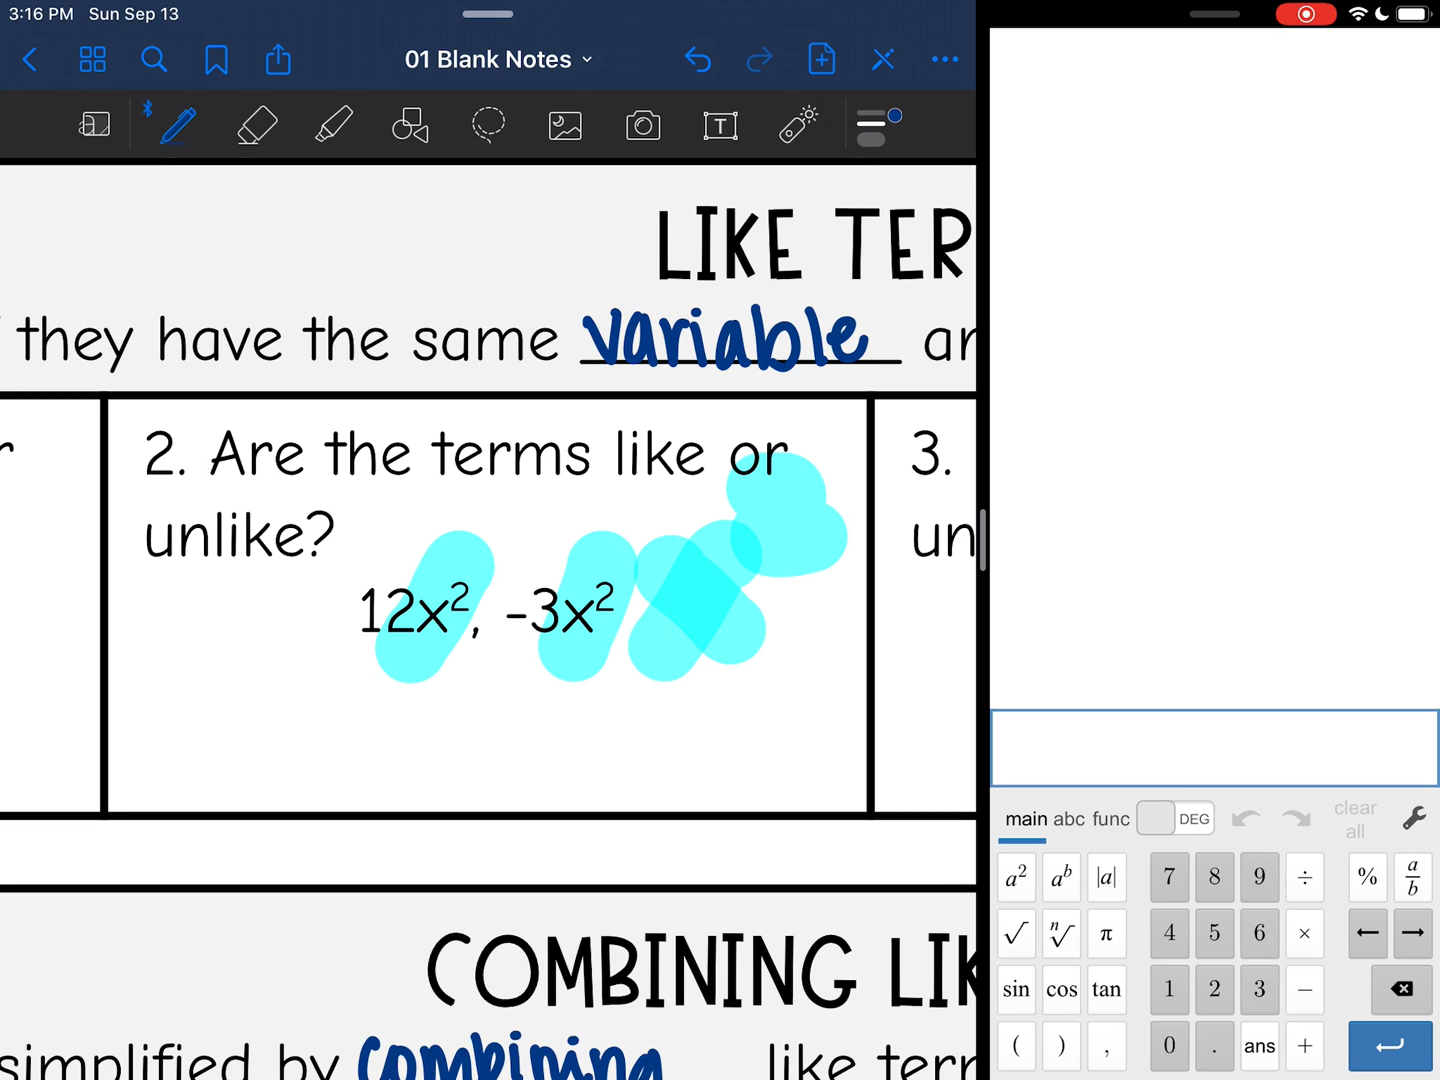 3:16 PM Sun Sep 13
01 Blank Notes
T
LIKE TER
they have the same variable ar
2. Are the terms like or
unlike?
12x², -3x²
3.
un
COMBINING LIK
simplified by combining like tern
main abc func DEG clear all
a² aᵇ |a| 7 8 9 ÷ % a/b
√ ⁿ√ π 4 5 6 × ← →
sin cos tan 1 2 3 −
( ) , 0 . ans +